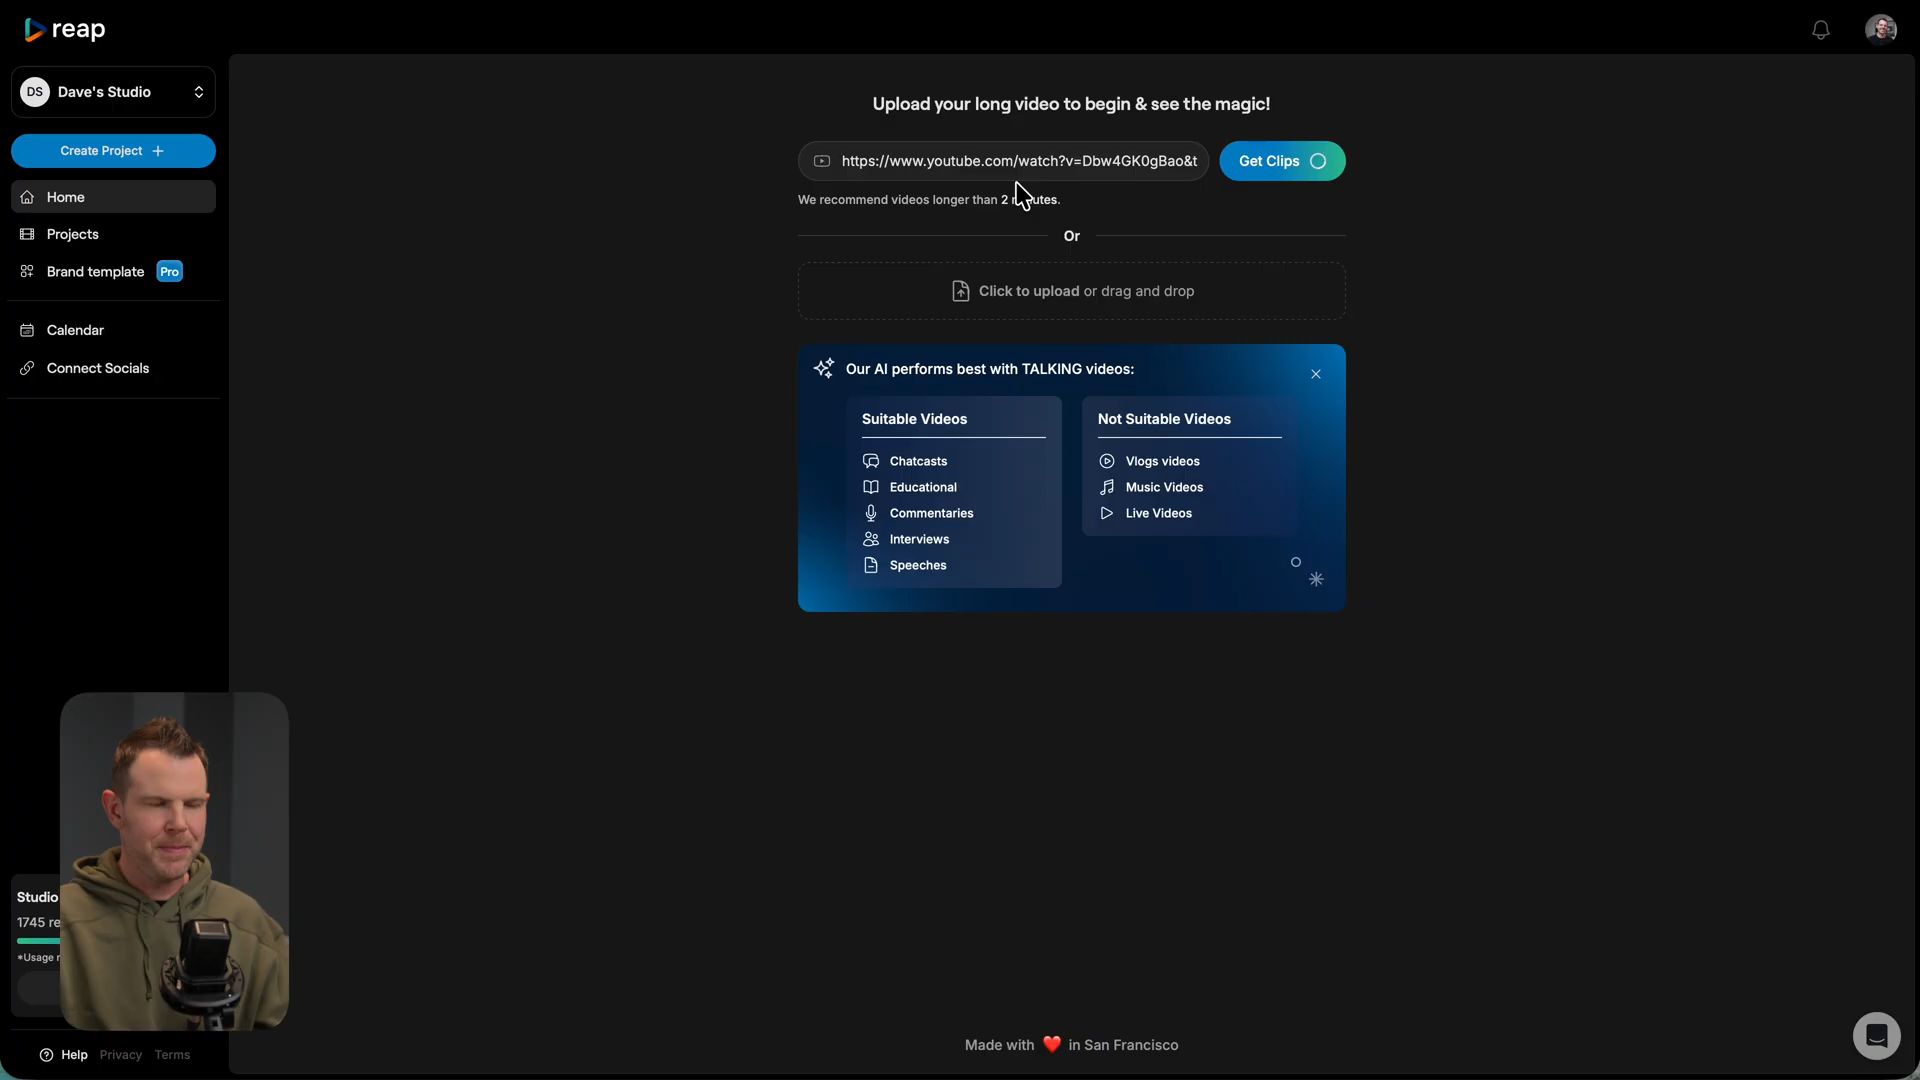 reap
DS Dave's Studio
Create Project +
Home
Projects
Brand template Pro
Calendar
Connect Socials
Upload your long video to begin & see the magic!
https://www.youtube.com/watch?v=Dbw4GK0gBao&t
Get Clips
We recommend videos longer than 2
Or
Click to upload or drag and drop
Our AI performs best with TALKING videos:
Suitable Videos
Chatcasts
Educational
Commentaries
Interviews
Speeches
Not Suitable Videos
Vlogs videos
Music Videos
Live Videos
Studio
1745
*Usage
Help Privacy Terms
Made with ❤️ in San Francisco